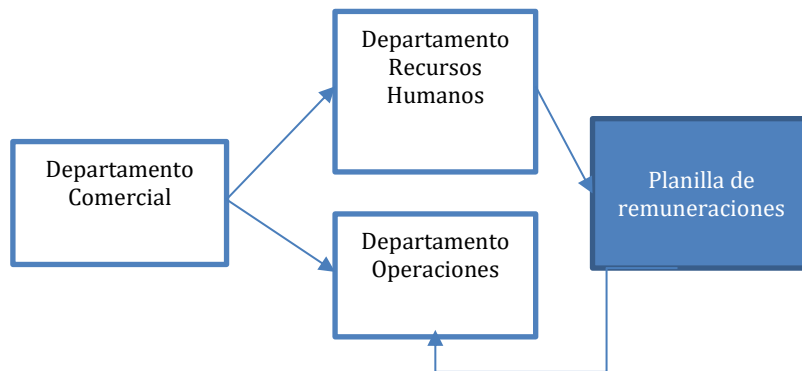 Departamento
Recursos
Humanos
Departamento
Comercial
Planilla de
remuneraciones
Departamento
Operaciones